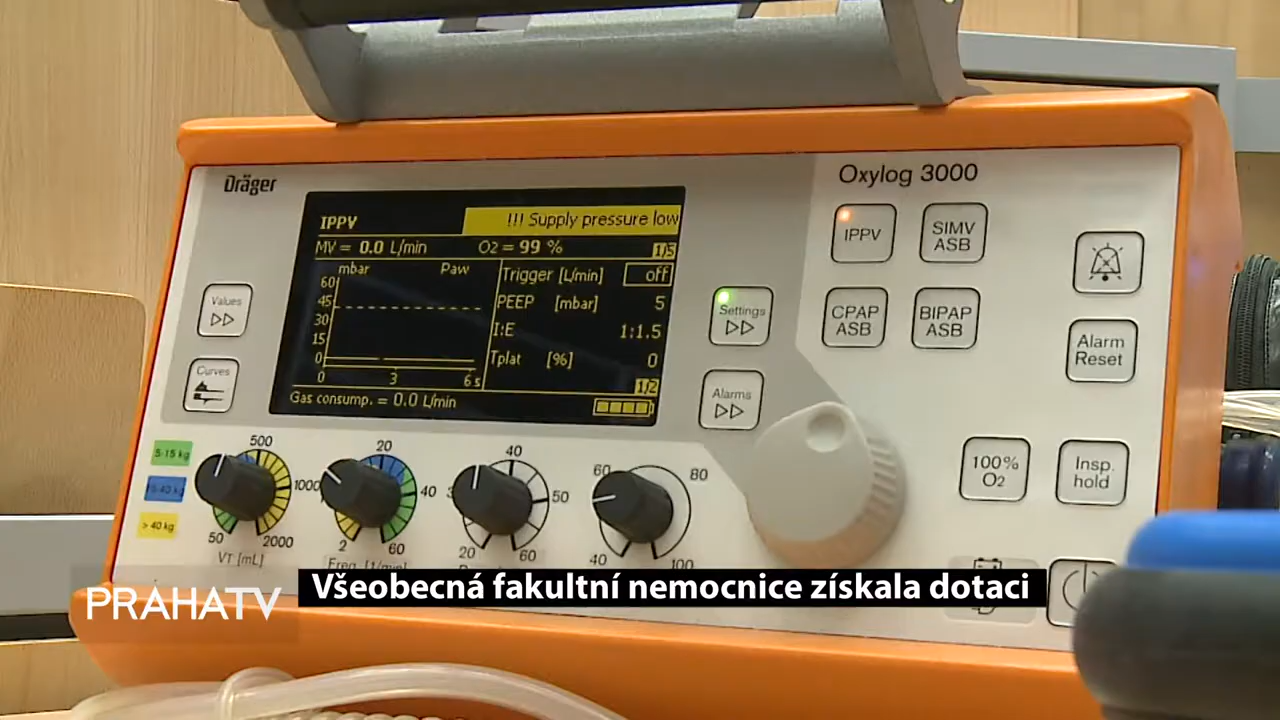 Dräger
Oxylog 3000
IPPV
!!! Supply pressure low
MV = 0.0 L/min
O2 = 99 %
1/5
mbar
Paw
60
45
30
15
0
0
3
6 s
Trigger [L/min]
off
PEEP [mbar]
5
I:E
1:1.5
Tplat [%]
0
1/2
Gas consump. = 0.0 L/min
Values
Curves
Settings
Alarms
IPPV
SIMV
ASB
CPAP
ASB
BIPAP
ASB
Alarm
Reset
100%
O2
Insp.
hold
5-15 kg
> 40 kg
500
1000
50
2000
VT [mL]
20
40
2
60
Freq. [1/min]
40
50
20
60
60
80
40
100
PRAHATV
Všeobecná fakultní nemocnice získala dotaci